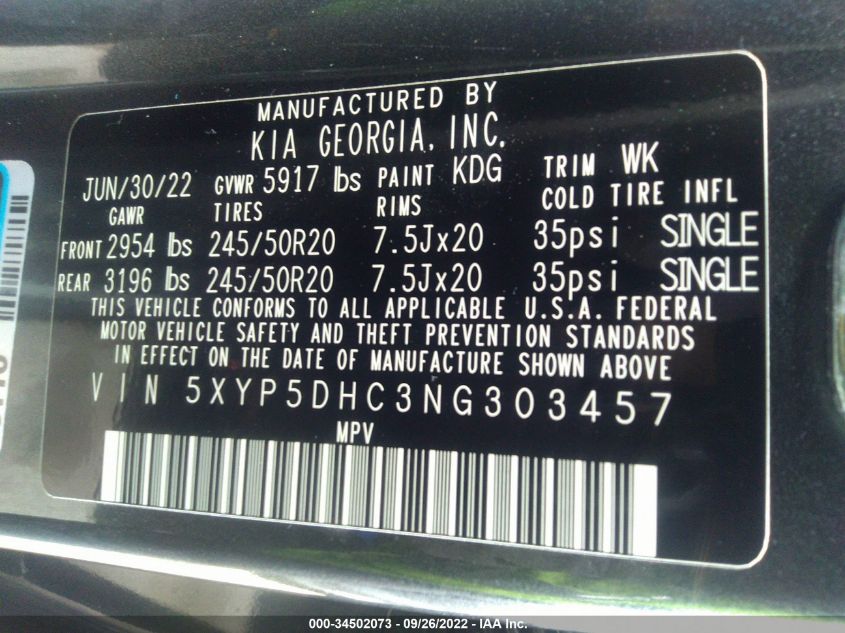 MANUFACTURED BY
KIA GEORGIA, INC.
JUN/30/22 GVWR 5917 lbs PAINT KDG TRIM WK
GAWR TIRES RIMS COLD TIRE INFL
FRONT 2954 lbs 245/50R20 7.5Jx20 35psi SINGLE
REAR 3196 lbs 245/50R20 7.5Jx20 35psi SINGLE
THIS VEHICLE CONFORMS TO ALL APPLICABLE U.S.A. FEDERAL
MOTOR VEHICLE SAFETY AND THEFT PREVENTION STANDARDS
IN EFFECT ON THE DATE OF MANUFACTURE SHOWN ABOVE
VIN 5XYP5DHC3NG303457
MPV
000-34502073 - 09/26/2022 - IAA Inc.